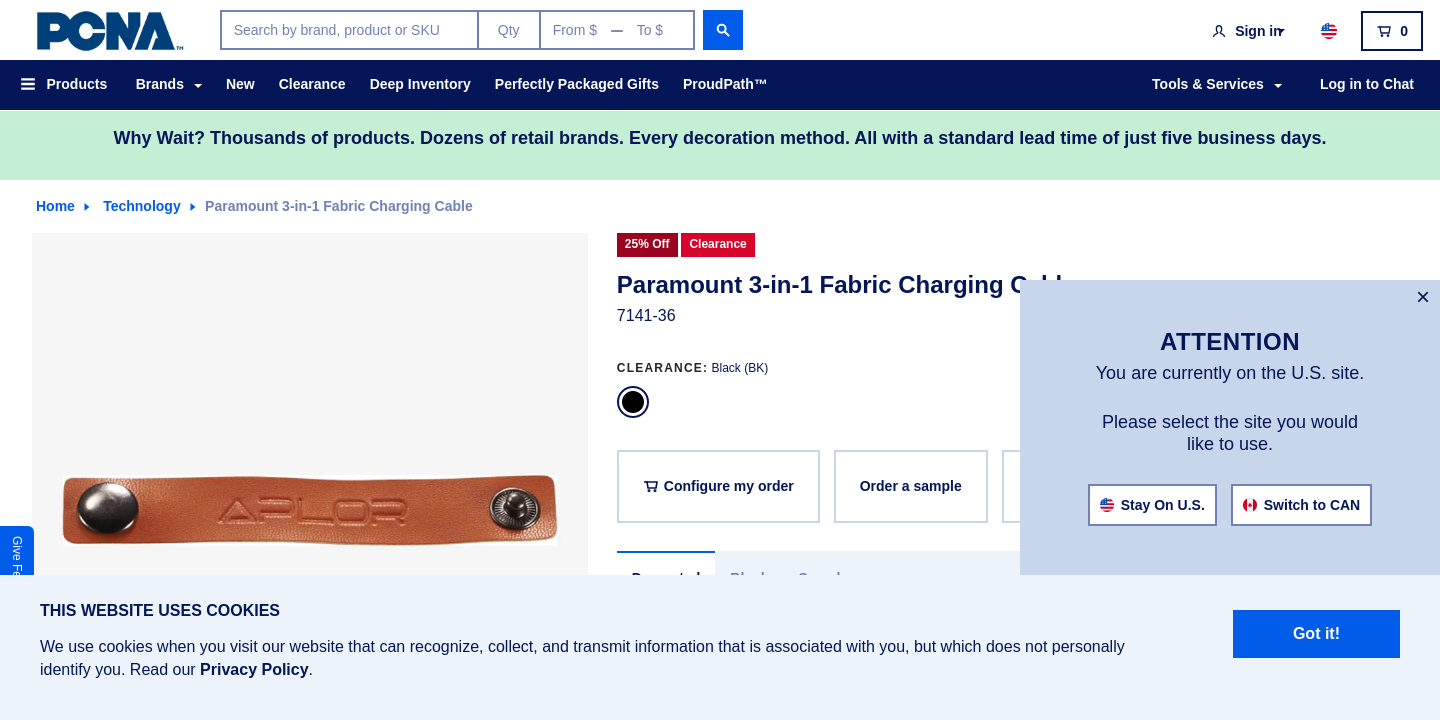 PCNA™
Search by brand, product or SKU
Qty
From $ — To $
Sign in
0
Products
Brands
New
Clearance
Deep Inventory
Perfectly Packaged Gifts
ProudPath™
Tools & Services
Log in to Chat
Why Wait? Thousands of products. Dozens of retail brands. Every decoration method. All with a standard lead time of just five business days.
Home
Technology
Paramount 3-in-1 Fabric Charging Cable
25% Off
Clearance
Paramount 3-in-1 Fabric Charging
7141-36
CLEARANCE: Black (BK)
Configure my order
Order a sample
APLOR
Give
×
ATTENTION
You are currently on the U.S. site.
Please select the site you would
like to use.
Stay On U.S.
Switch to CAN
THIS WEBSITE USES COOKIES
We use cookies when you visit our website that can recognize, collect, and transmit information that is associated with you, but which does not personally
identify you. Read our Privacy Policy.
Got it!